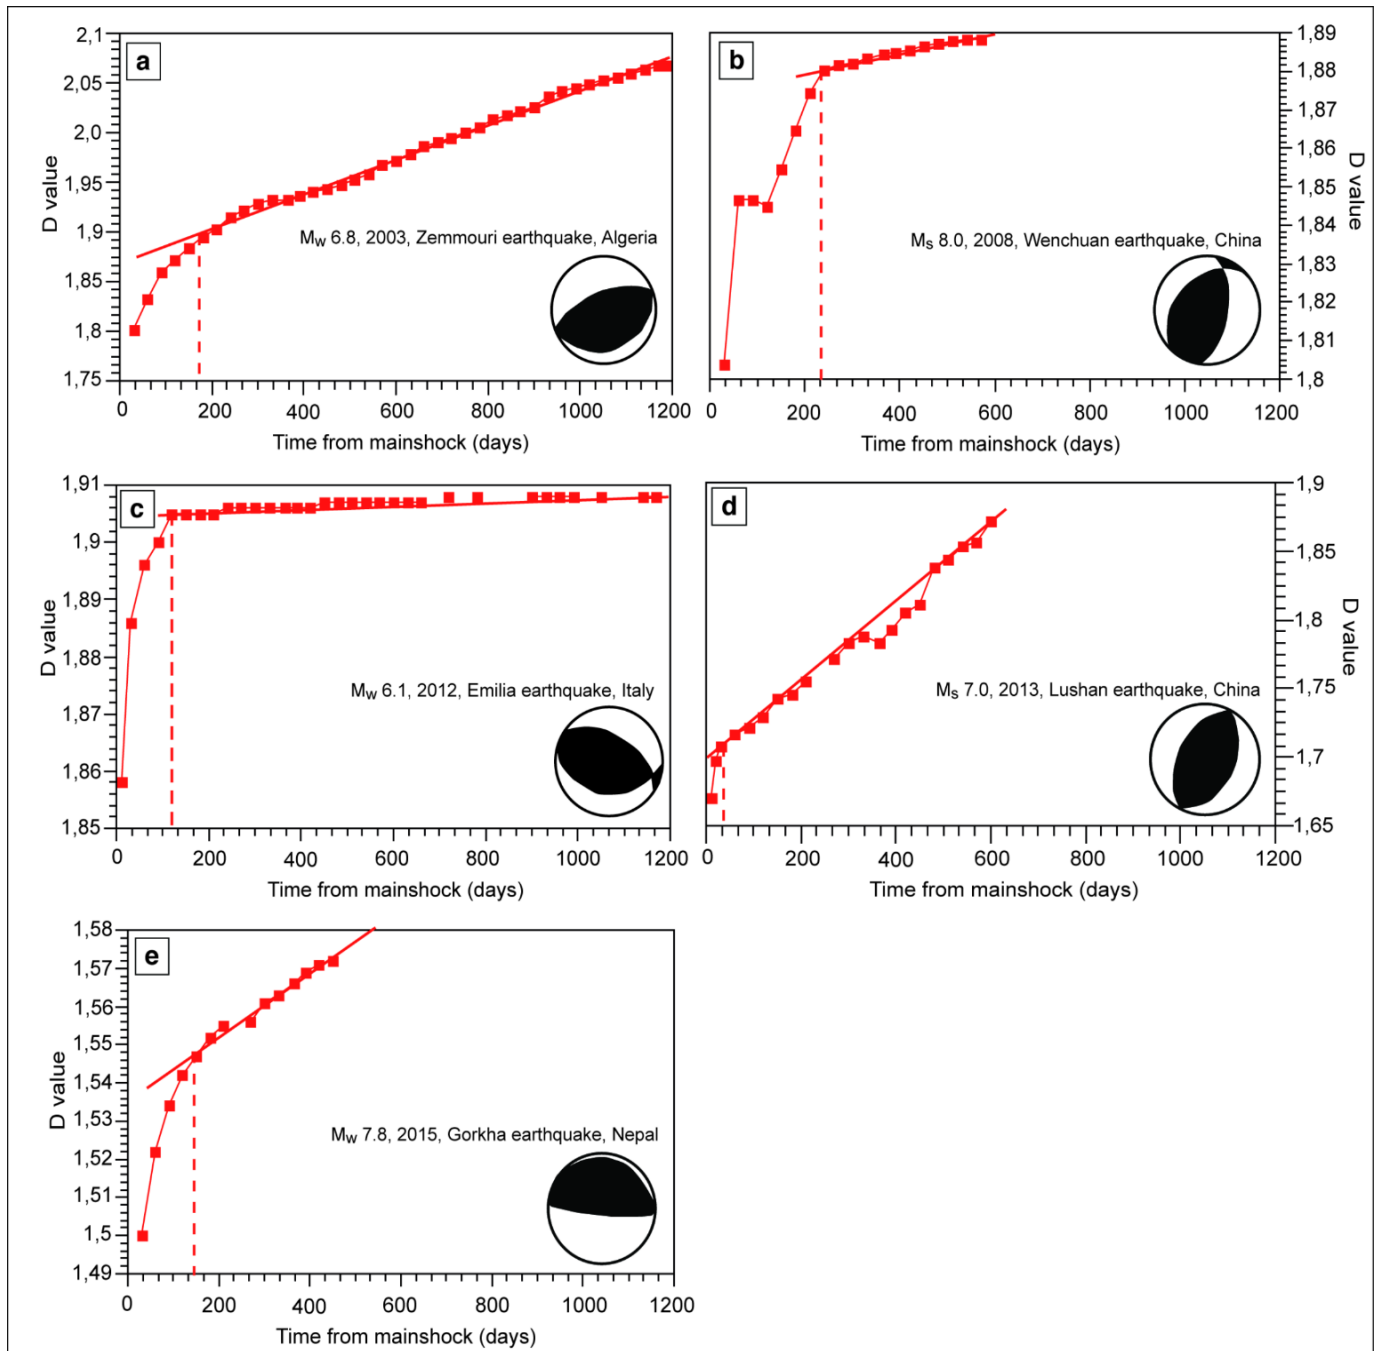 a
2,1
2,05
2,0
1,95
1,9
1,85
1,8
1,75
D value
0 200 400 600 800 1000 1200
Time from mainshock (days)
Mw 6.8, 2003, Zemmouri earthquake, Algeria
b
1,89
1,88
1,87
1,86
1,85
1,84
1,83
1,82
1,81
1,8
D value
0 200 400 600 1000 1200
Time from mainshock (days)
Ms 8.0, 2008, Wenchuan earthquake, China
c
1,91
1,9
1,89
1,88
1,87
1,86
1,85
D value
0 200 400 600 800 1000 1200
Time from mainshock (days)
Mw 6.1, 2012, Emilia earthquake, Italy
d
1,9
1,85
1,8
1,75
1,7
1,65
D value
0 200 400 600 800 1000 1200
Time from mainshock (days)
Ms 7.0, 2013, Lushan earthquake, China
e
1,58
1,57
1,56
1,55
1,54
1,53
1,52
1,51
1,5
1,49
D value
0 200 400 600 800 1000 1200
Time from mainshock (days)
Mw 7.8, 2015, Gorkha earthquake, Nepal